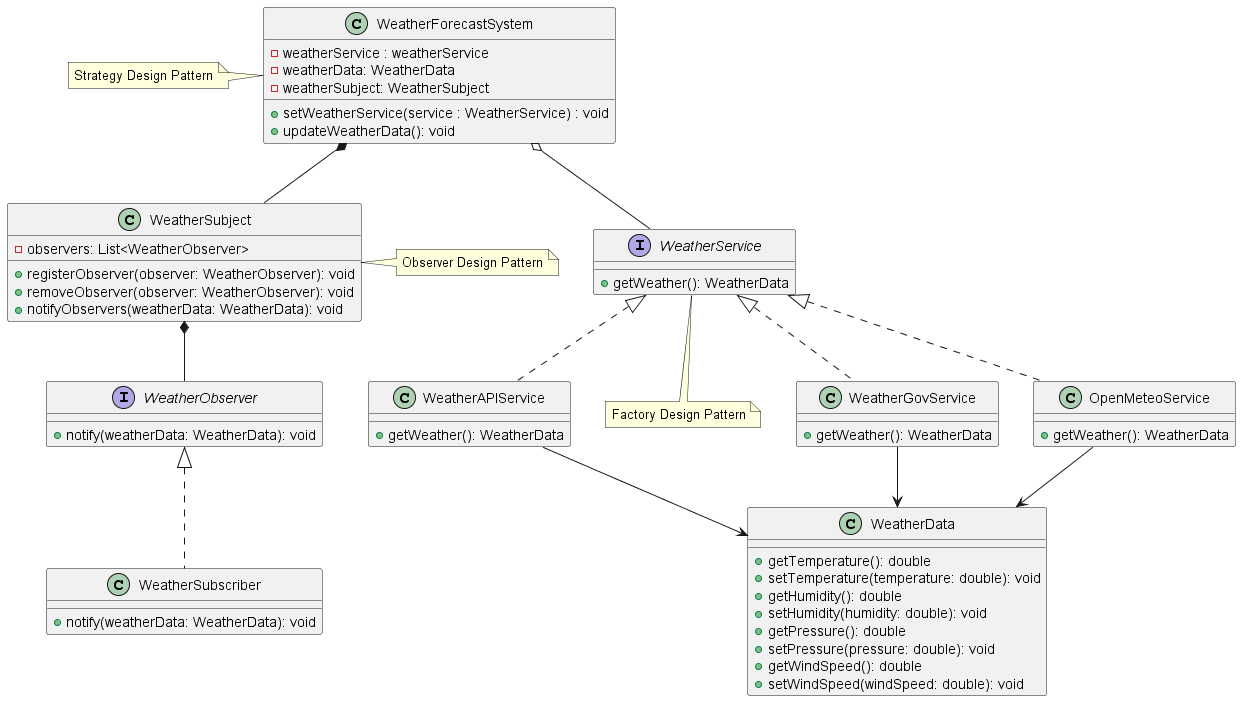 C WeatherForecastSystem
weatherService : weatherService
weatherData: WeatherData
weatherSubject: WeatherSubject
setWeatherService(service : WeatherService) : void
updateWeatherData(): void
Strategy Design Pattern
C WeatherSubject
observers: List<WeatherObserver>
registerObserver(observer: WeatherObserver): void
removeObserver(observer: WeatherObserver): void
notifyObservers(weatherData: WeatherData): void
Observer Design Pattern
I WeatherService
getWeather(): WeatherData
I WeatherObserver
notify(weatherData: WeatherData): void
C WeatherAPIService
getWeather(): WeatherData
Factory Design Pattern
C WeatherGovService
getWeather(): WeatherData
C OpenMeteoService
getWeather(): WeatherData
C WeatherSubscriber
notify(weatherData: WeatherData): void
C WeatherData
getTemperature(): double
setTemperature(temperature: double): void
getHumidity(): double
setHumidity(humidity: double): void
getPressure(): double
setPressure(pressure: double): void
getWindSpeed(): double
setWindSpeed(windSpeed: double): void